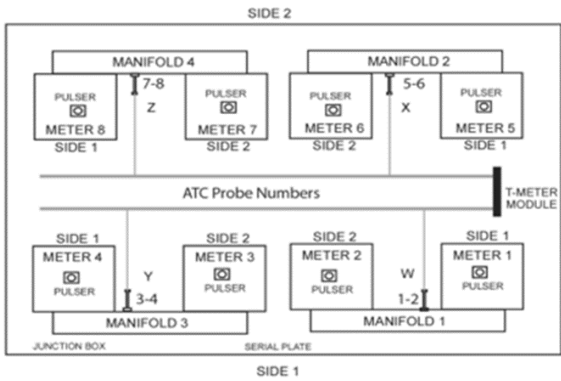 SIDE 2
MANIFOLD 4
MANIFOLD 2
PULSER
7-8
PULSER
PULSER
5-6
PULSER
Z
X
METER 8
METER 7
METER 6
METER 5
SIDE 1
SIDE 2
SIDE 2
SIDE 1
ATC Probe Numbers
T-METER
MODULE
SIDE 1
SIDE 2
SIDE 2
SIDE 1
METER 4
METER 3
METER 2
METER 1
Y
W
PULSER
3-4
PULSER
PULSER
1-2
PULSER
MANIFOLD 3
MANIFOLD 1
JUNCTION BOX
SERIAL PLATE
SIDE 1